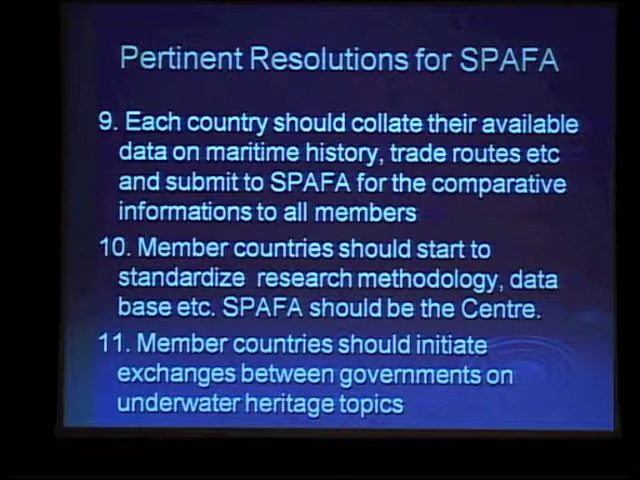 Pertinent Resolutions for SPAFA
9. Each country should collate their available
data on maritime history, trade routes etc
and submit to SPAFA for the comparative
informations to all members
10. Member countries should start to
standardize research methodology, data
base etc. SPAFA should be the Centre.
11. Member countries should initiate
exchanges between governments on
underwater heritage topics